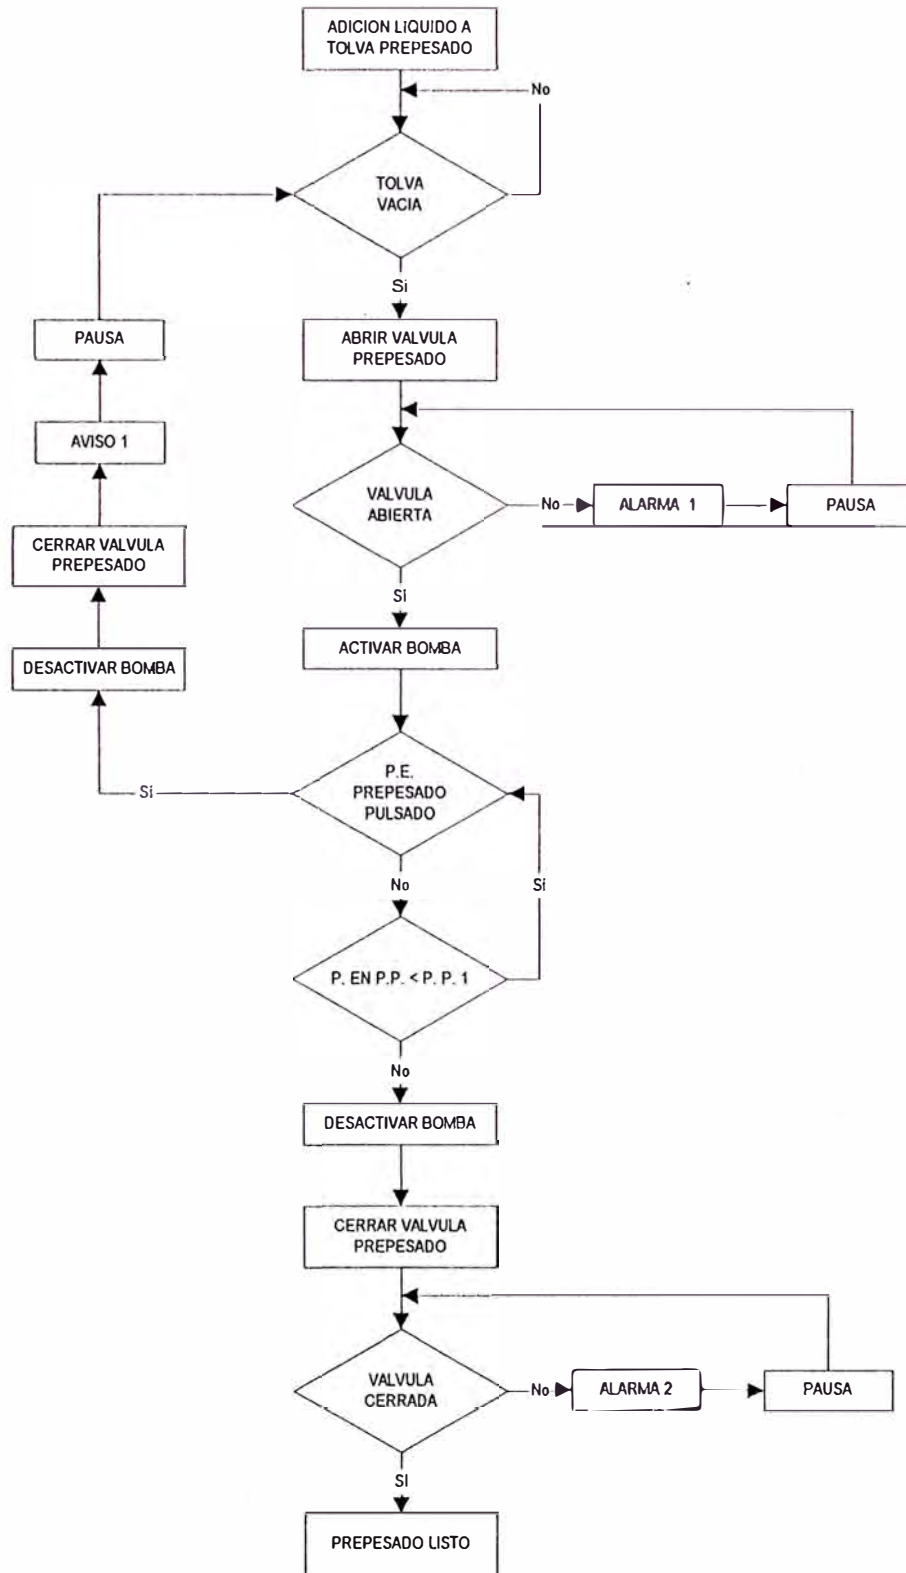 ADICION LIQUIDO A
TOLVA PREPESADO
No
TOLVA
VACIA
Si
PAUSA
ABRIR VALVULA
PREPESADO
AVISO 1
VALVULA
ABIERTA
No
ALARMA 1
PAUSA
CERRAR VALVULA
PREPESADO
Si
DESACTIVAR BOMBA
ACTIVAR BOMBA
P.E.
PREPESADO
PULSADO
Si
No
Si
P. EN P.P. < P. P. 1
No
DESACTIVAR BOMBA
CERRAR VALVULA
PREPESADO
VALVULA
CERRADA
No
ALARMA 2
PAUSA
SI
PREPESADO LISTO